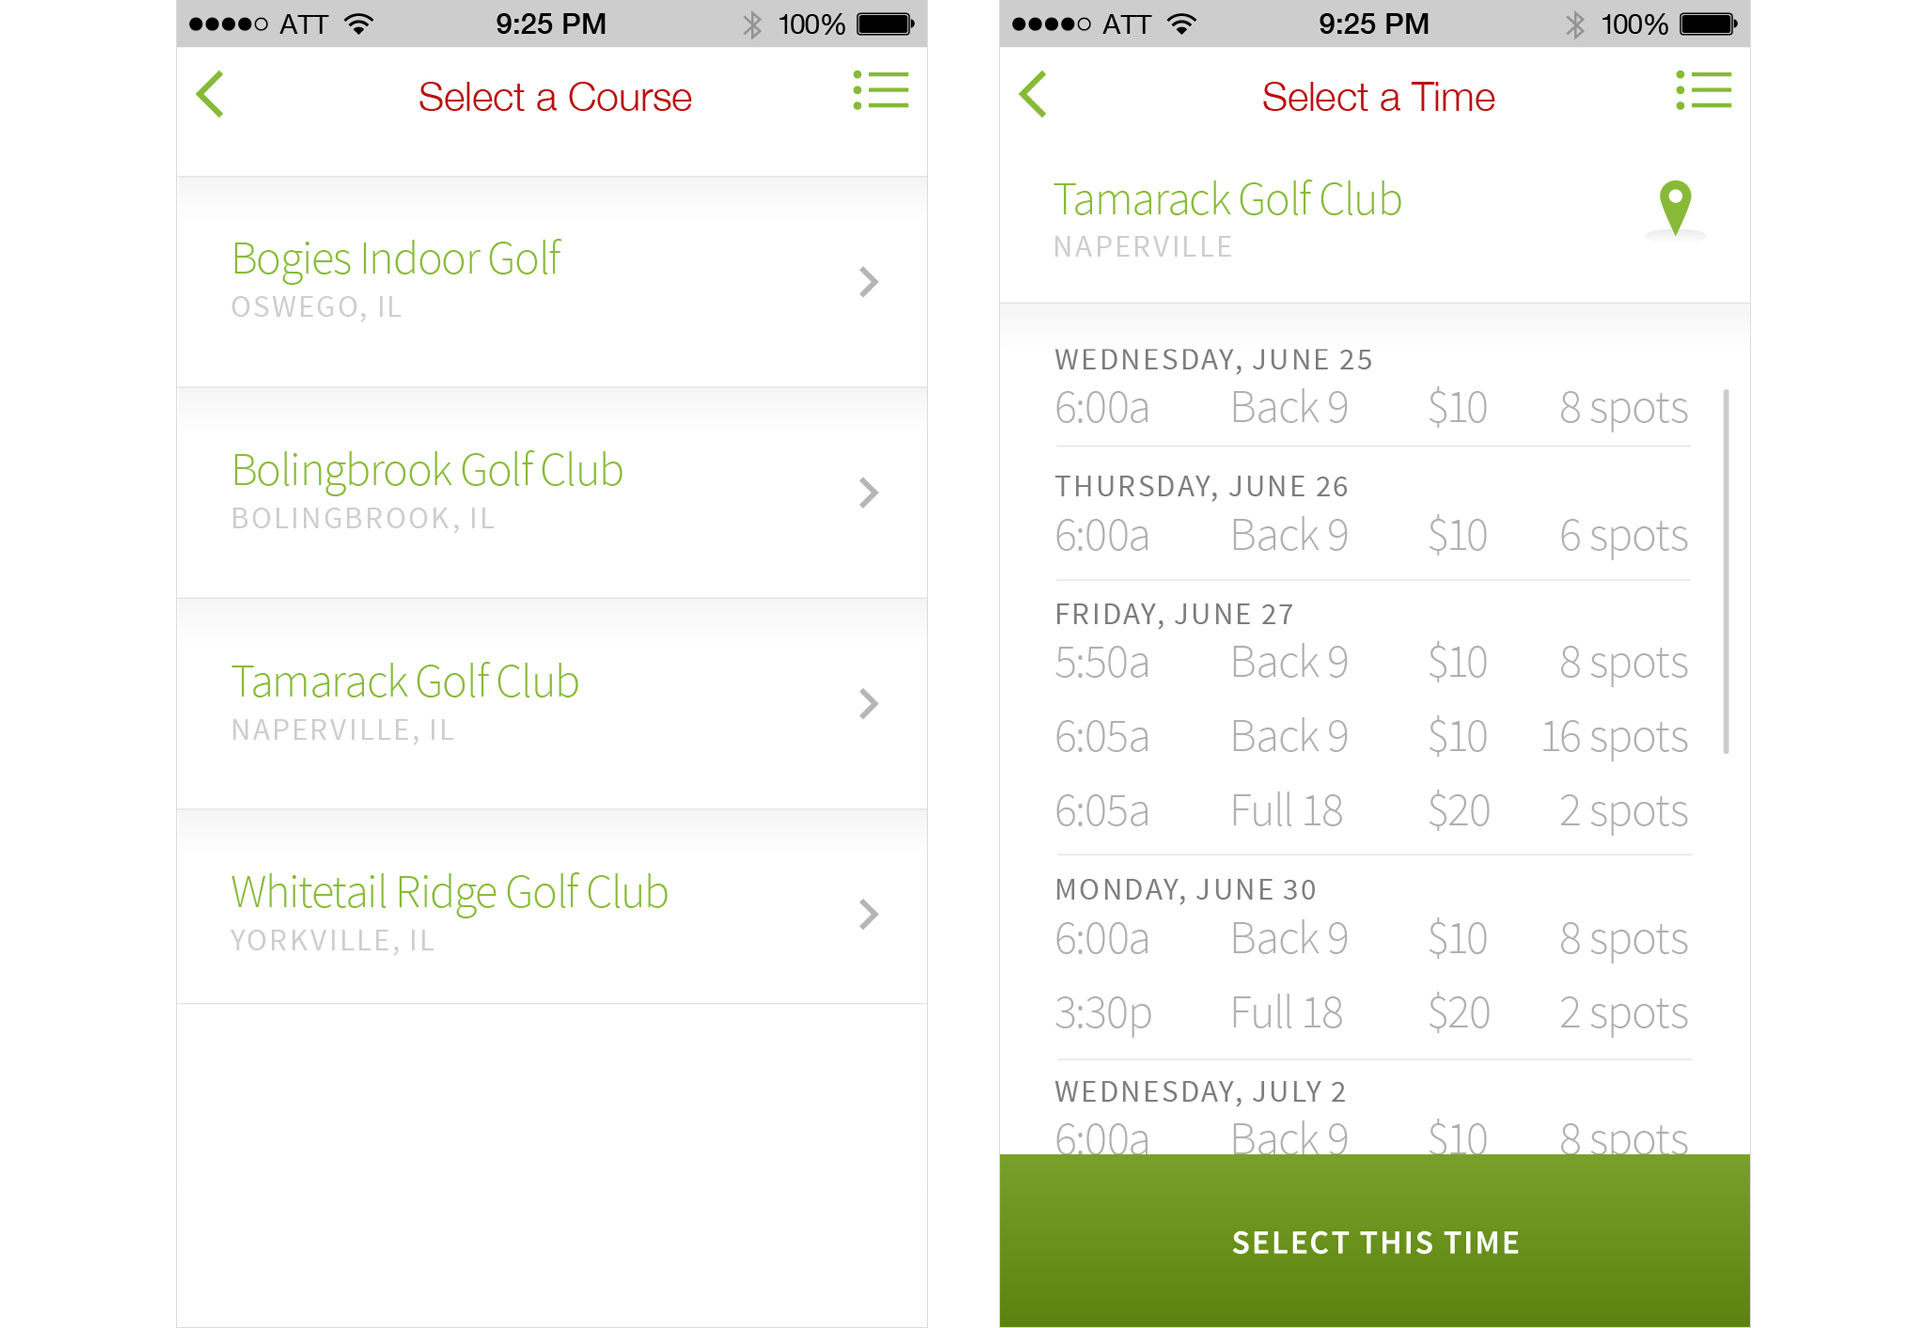 ATT 9:25 PM 100%
Select a Course
Bogies Indoor Golf
OSWEGO, IL
Bolingbrook Golf Club
BOLINGBROOK, IL
Tamarack Golf Club
NAPERVILLE, IL
Whitetail Ridge Golf Club
YORKVILLE, IL
ATT 9:25 PM 100%
Select a Time
Tamarack Golf Club
NAPERVILLE
WEDNESDAY, JUNE 25
6:00a Back 9 $10 8 spots
THURSDAY, JUNE 26
6:00a Back 9 $10 6 spots
FRIDAY, JUNE 27
5:50a Back 9 $10 8 spots
6:05a Back 9 $10 16 spots
6:05a Full 18 $20 2 spots
MONDAY, JUNE 30
6:00a Back 9 $10 8 spots
3:30p Full 18 $20 2 spots
WEDNESDAY, JULY 2
6:00a Back 9 $10 8 spots
SELECT THIS TIME